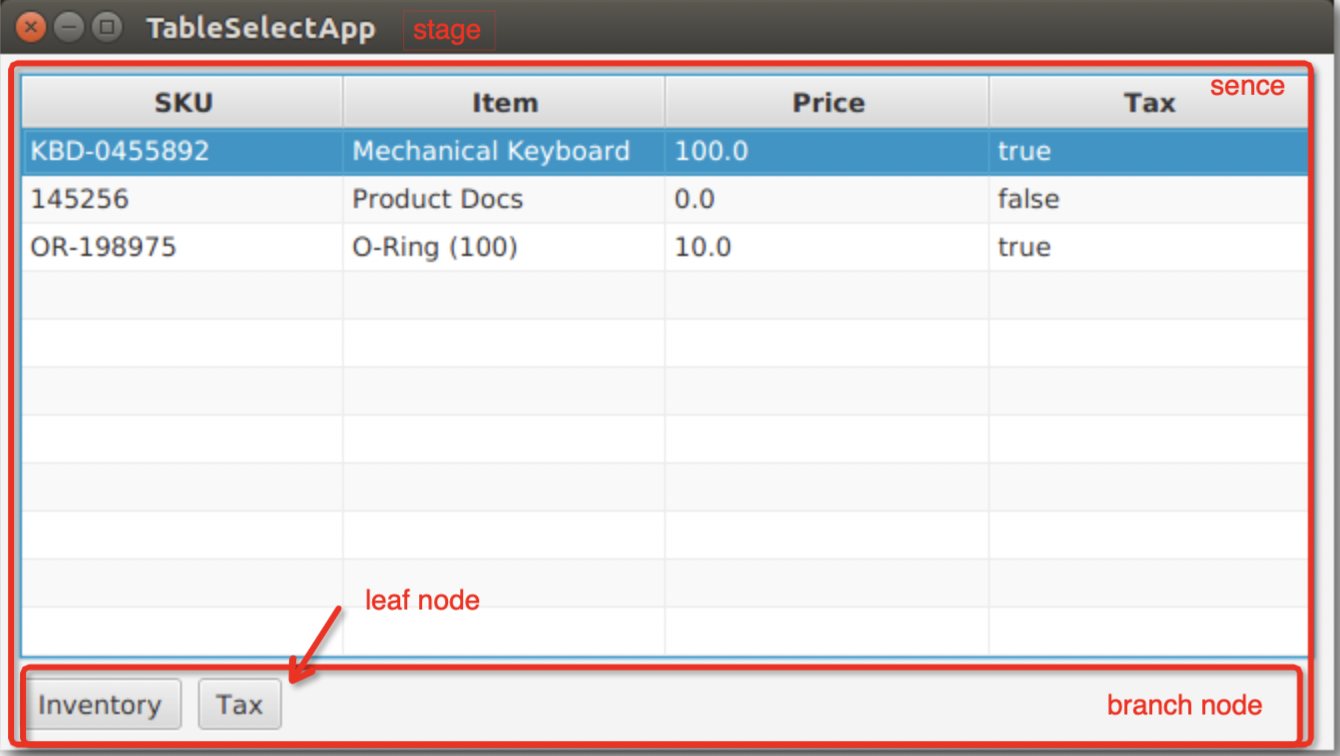 TableSelectApp stage
sence
SKU Item Price Tax
KBD-0455892 Mechanical Keyboard 100.0 true
145256 Product Docs 0.0 false
OR-198975 O-Ring (100) 10.0 true
leaf node
Inventory Tax branch node